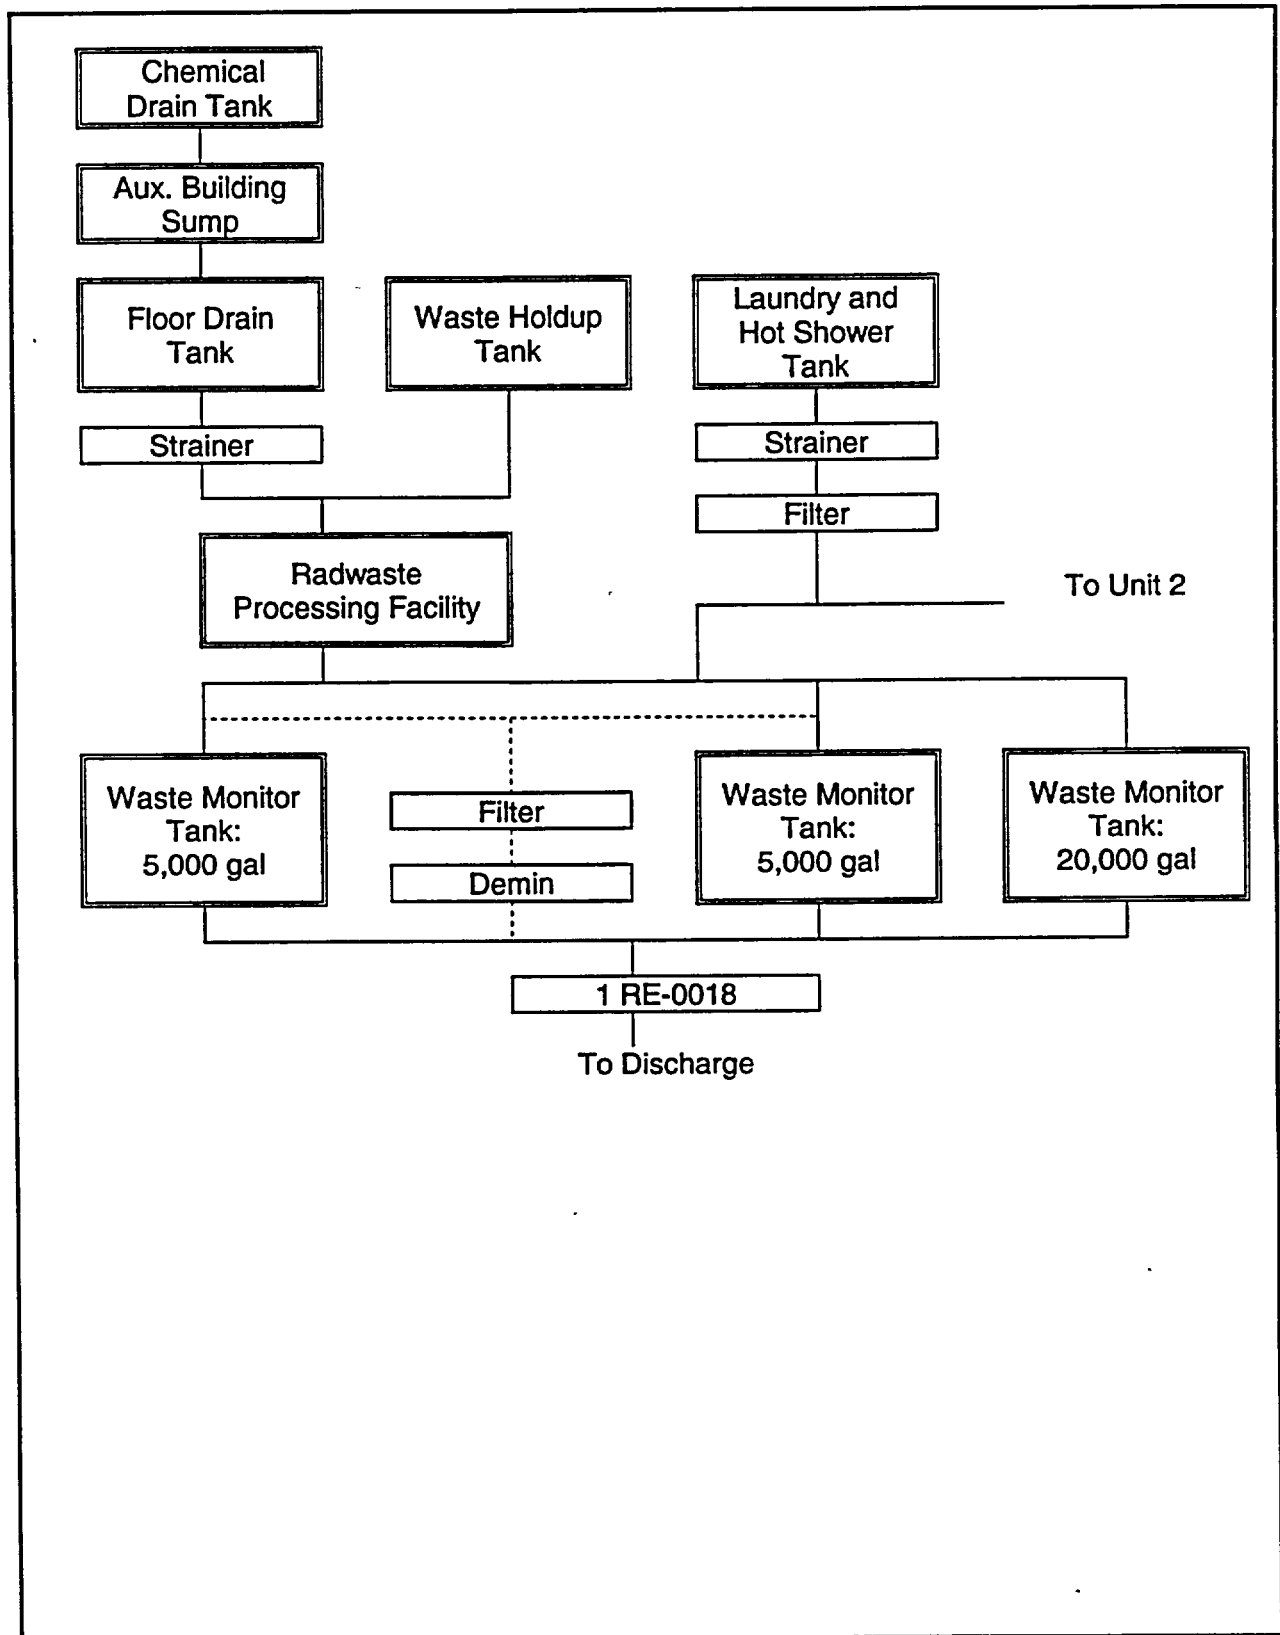 Chemical
Drain Tank
Aux. Building
Sump
Floor Drain
Tank
Waste Holdup
Tank
Laundry and
Hot Shower
Tank
Strainer
Strainer
Filter
Radwaste
Processing Facility
To Unit 2
Waste Monitor
Tank:
5,000 gal
Filter
Demin
Waste Monitor
Tank:
5,000 gal
Waste Monitor
Tank:
20,000 gal
1 RE-0018
To Discharge